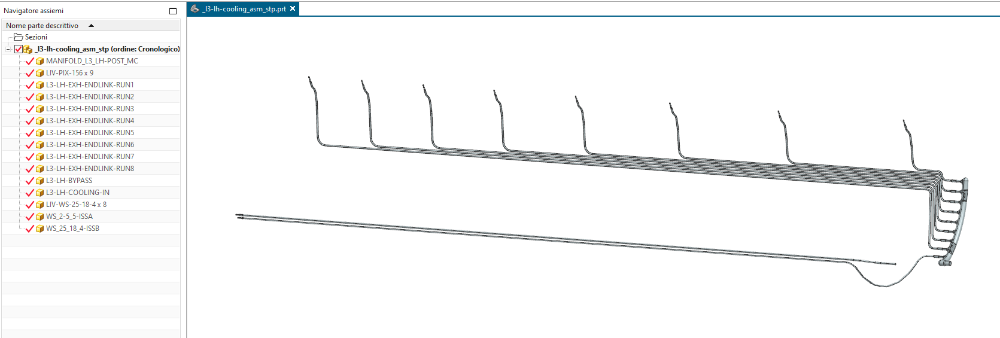 Navigatore assiemi
_l3-lh-cooling_asm_stp.prt
Nome parte descrittivo
Sezioni
_l3-lh-cooling_asm_stp (ordine: Cronologico)
MANIFOLD_L3_LH-POST_MC
LIV-PIX-156 x 9
L3-LH-EXH-ENDLINK-RUN1
L3-LH-EXH-ENDLINK-RUN2
L3-LH-EXH-ENDLINK-RUN3
L3-LH-EXH-ENDLINK-RUN4
L3-LH-EXH-ENDLINK-RUN5
L3-LH-EXH-ENDLINK-RUN6
L3-LH-EXH-ENDLINK-RUN7
L3-LH-EXH-ENDLINK-RUN8
L3-LH-BYPASS
L3-LH-COOLING-IN
LIV-WS-25-18-4 x 8
WS_2-5_5-ISSA
WS_25_18_4-ISSB